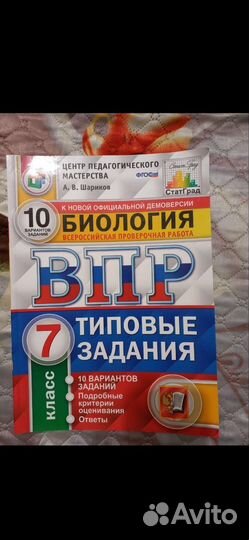 ЦЕНТР ПЕДАГОГИЧЕСКОГО
МАСТЕРСТВА
А. В. Шариков
ФГОС
СтатГрад
К НОВОЙ ОФИЦИАЛЬНОЙ ДЕМОВЕРСИИ
10
ВАРИАНТОВ
ЗАДАНИЙ
БИОЛОГИЯ
ВСЕРОССИЙСКАЯ ПРОВЕРОЧНАЯ РАБОТА
ВПР
7
КЛАСС
ТИПОВЫЕ
ЗАДАНИЯ
• 10 ВАРИАНТОВ
ЗАДАНИЙ
• Подробные
критерии
оценивания
• Ответы
Avito